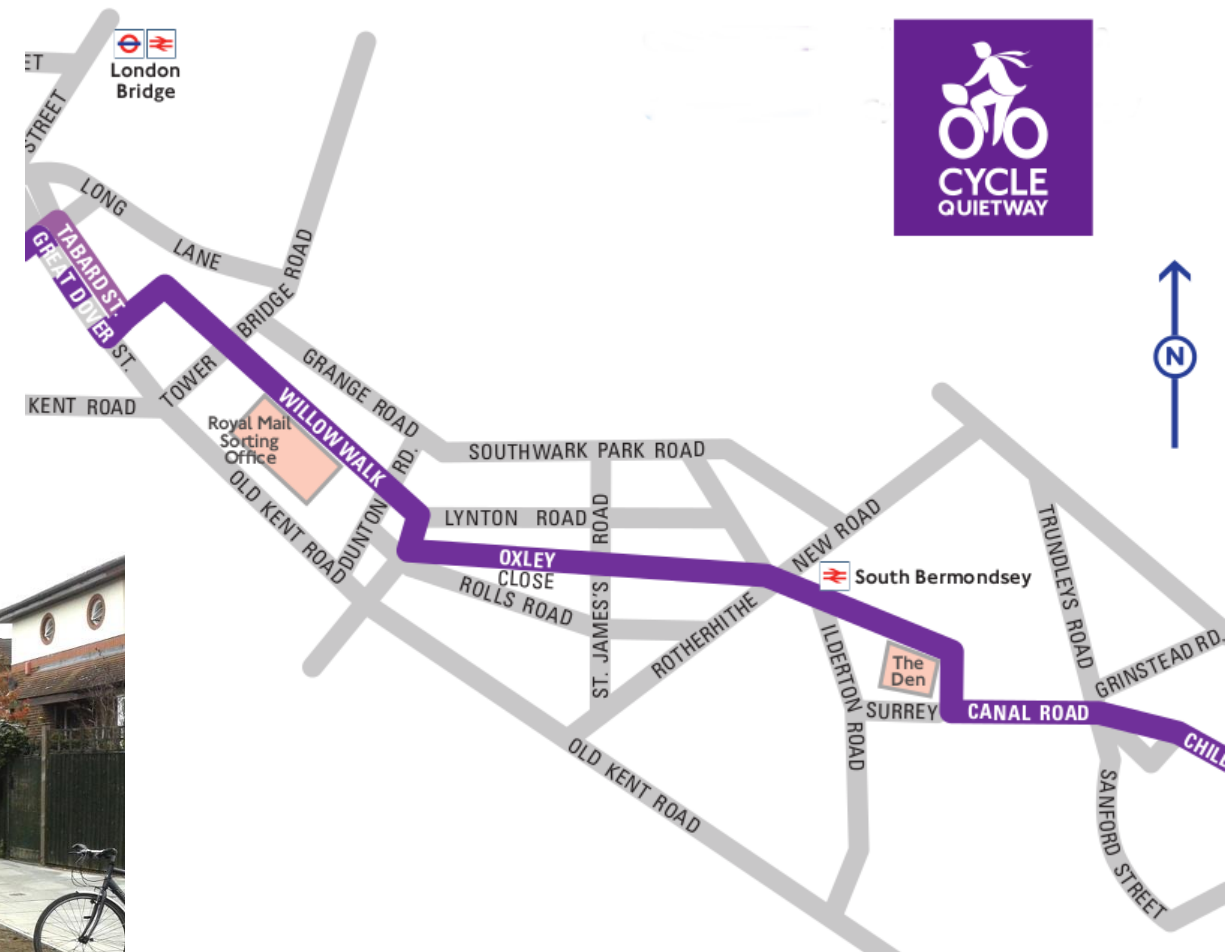 London
Bridge
ET
STREET
CYCLE
QUIETWAY
LONG
LANE
TABARD ST.
GREAT DOVER ST.
TOWER BRIDGE ROAD
N
GRANGE ROAD
KENT ROAD
WILLOW WALK
Royal Mail
Sorting
Office
DUNTON RD.
OLD KENT ROAD
SOUTHWARK PARK ROAD
LYNTON ROAD
ST. JAMES'S ROAD
OXLEY
CLOSE
ROLLS ROAD
ROTHERHITHE NEW ROAD
South Bermondsey
TRUNDLEYS ROAD
GRINSTEAD RD.
ILDERTON ROAD
The
Den
SURREY CANAL ROAD
CHILL
OLD KENT ROAD
SANFORD STREET